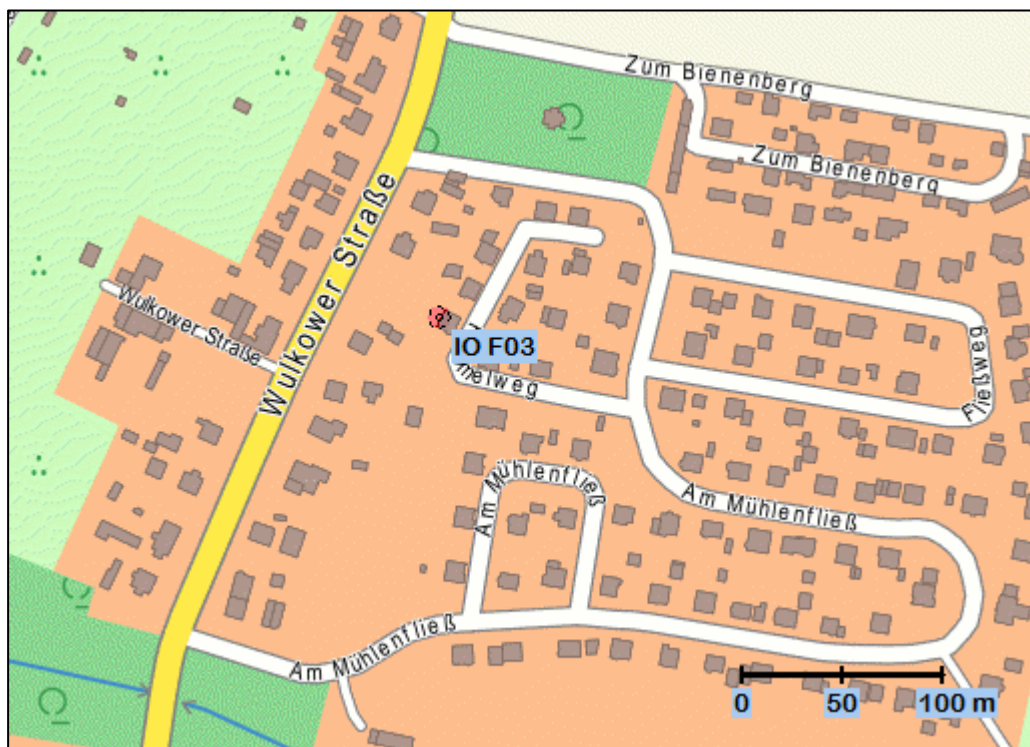 Zum Bienenberg
Zum Bienenberg
Wulkower Straße
Wulkower Straße
IO F03
melweg
Fließweg
Am Mühlenfließ
Am Mühlenfließ
Am Mühlenfließ
0 50 100 m